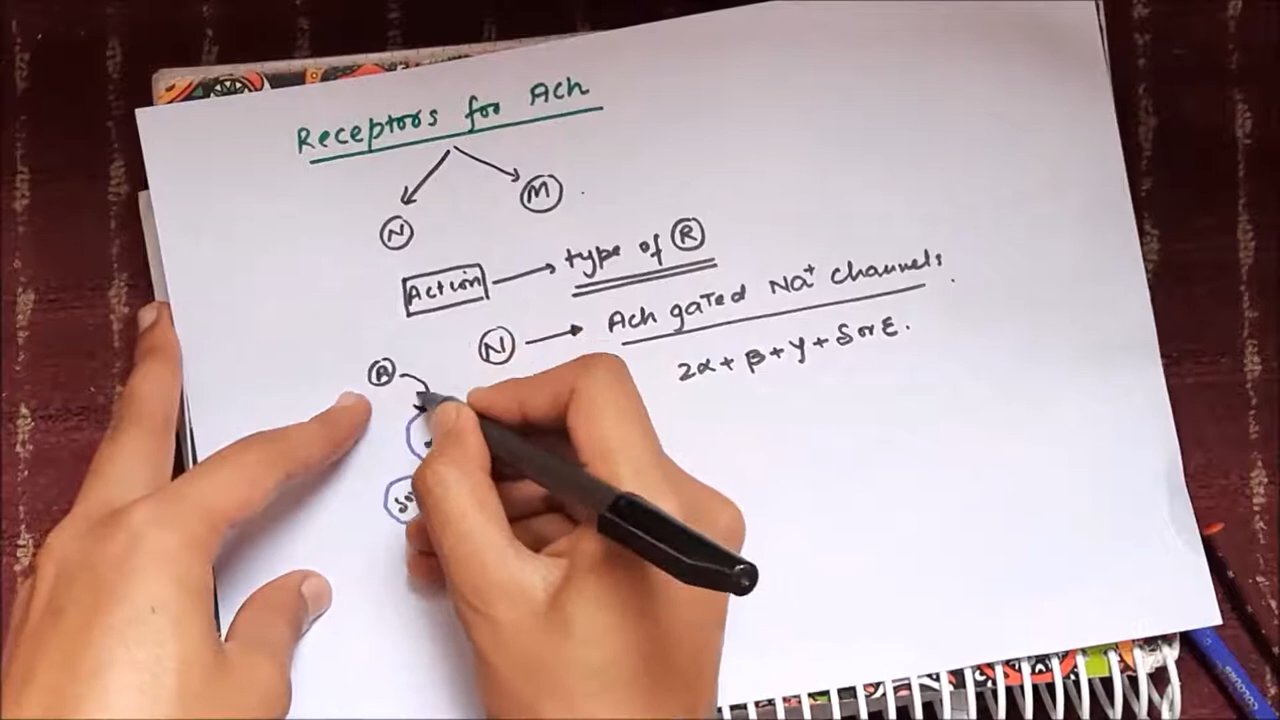 Receptors for Ach
N M
Action → type of R
N → Ach gated Na⁺ channels.
2α + β + γ + δ or ε.